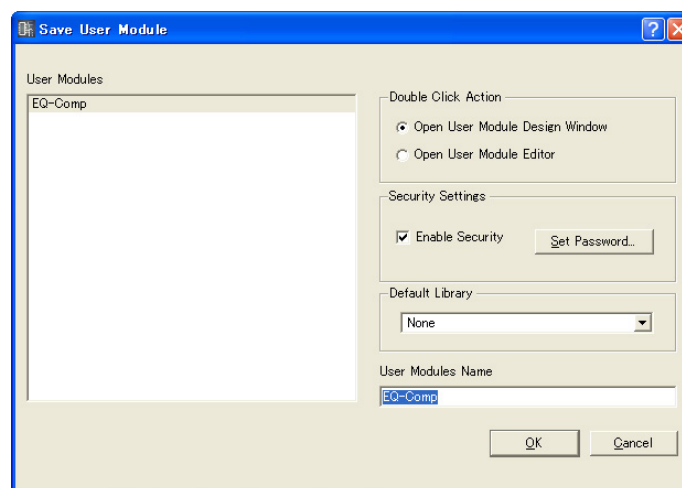 Save User Module
User Modules
EQ-Comp
Double Click Action
Open User Module Design Window
Open User Module Editor
Security Settings
Enable Security
Set Password...
Default Library
None
User Modules Name
EQ-Comp
OK
Cancel